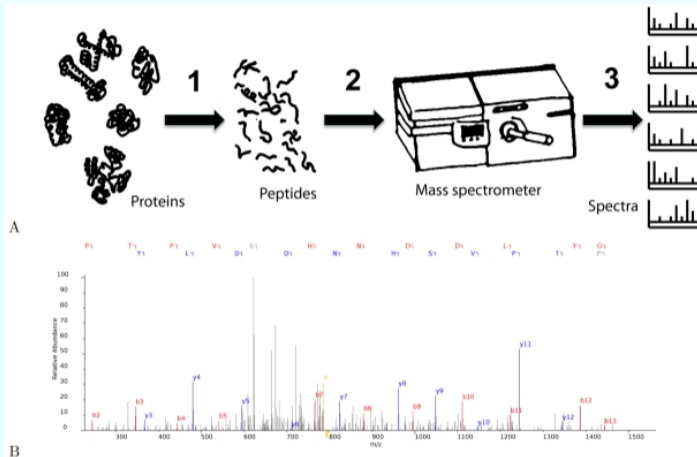 1
2
3
Proteins
Peptides
Mass spectrometer
Spectra
A
P T P V S H N D D L Y G
Y L D D N H S V P T P
100
90
80
70
60
50
40
30
20
10
0
Relative Abundance
b2
b3
y3
b4
y4
b5
y5
y6
b7
y7
b8
y8
b9
y9
b10
y10
b11
y11
y12
b12
b13
300 400 500 600 700 800 900 1000 1100 1200 1300 1400 1500
m/z
B